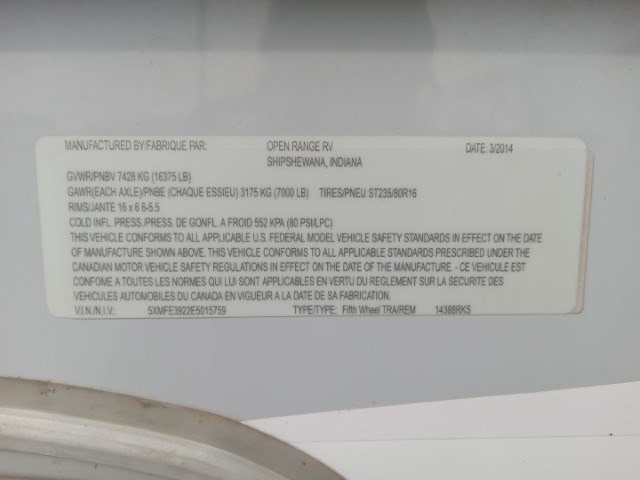 MANUFACTURED BY/FABRIQUE PAR: OPEN RANGE RV DATE: 3/2014
SHIPSHEWANA, INDIANA
GVWR/PNBV 7428 KG (16375 LB)
GAWR(EACH AXLE)/PNBE (CHAQUE ESSIEU) 3175 KG (7000 LB) TIRES/PNEU ST235/80R16
RIMS/JANTE 16 x 6 6-5.5
COLD INFL. PRESS./PRESS. DE GONFL. A FROID 552 KPA (80 PSI/LPC)
THIS VEHICLE CONFORMS TO ALL APPLICABLE U.S. FEDERAL MODEL VEHICLE SAFETY STANDARDS IN EFFECT ON THE DATE
OF MANUFACTURE SHOWN ABOVE. THIS VEHICLE CONFORMS TO ALL APPLICABLE STANDARDS PRESCRIBED UNDER THE
CANADIAN MOTOR VEHICLE SAFETY REGULATIONS IN EFFECT ON THE DATE OF THE MANUFACTURE. - CE VEHICULE EST
CONFOME A TOUTES LES NORMES QUI LUI SONT APPLICABLES EN VERTU DU REGLEMENT SUR LA SECURISITE DES
VEHICULES AUTOMOBILES DU CANADA EN VIGUEUR A LA DATE DE SA FABRICATION
V.I.N./N.I.V.: 5XMFE3922E5015759 TYPE/TYPE: Fifth Wheel TRA/REM 14388RKS